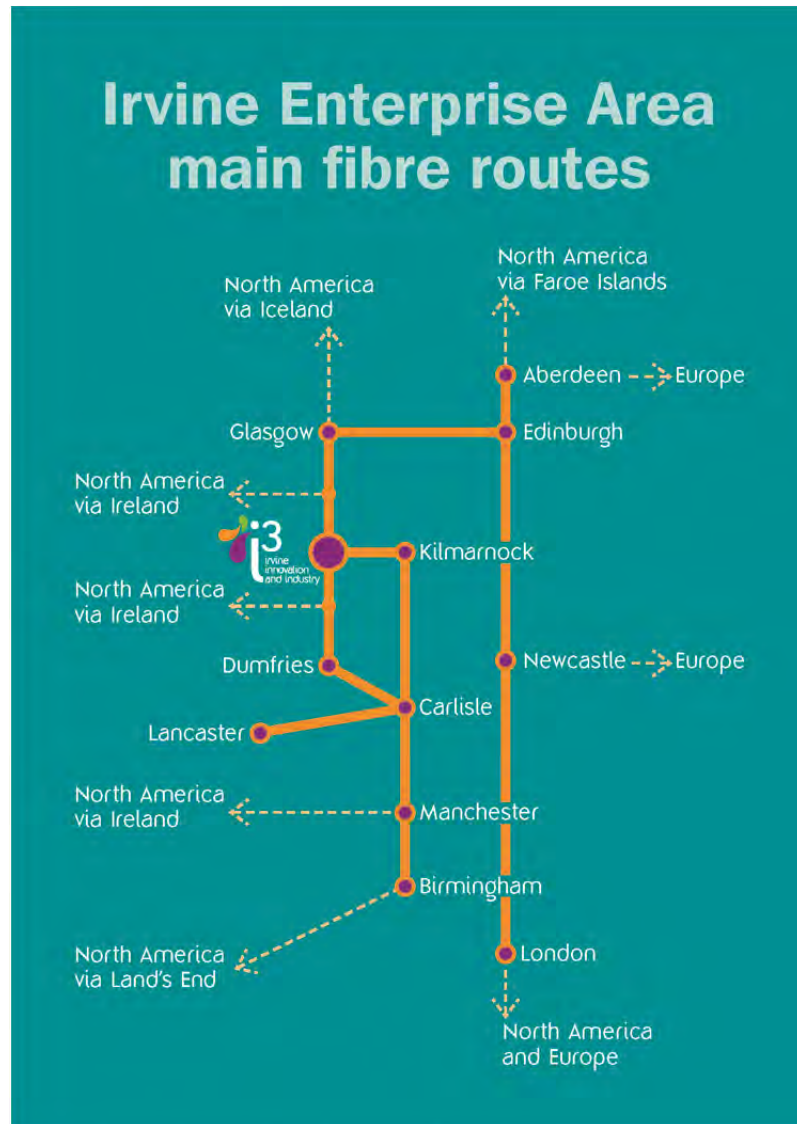 Irvine Enterprise Area
main fibre routes
North America
via Faroe Islands
North America
via Iceland
Aberdeen
Europe
Glasgow
Edinburgh
North America
via Ireland
i3
irvine
innovation
and industry
Kilmarnock
North America
via Ireland
Dumfries
Newcastle
Europe
Carlisle
Lancaster
North America
via Ireland
Manchester
Birmingham
North America
via Land's End
London
North America
and Europe